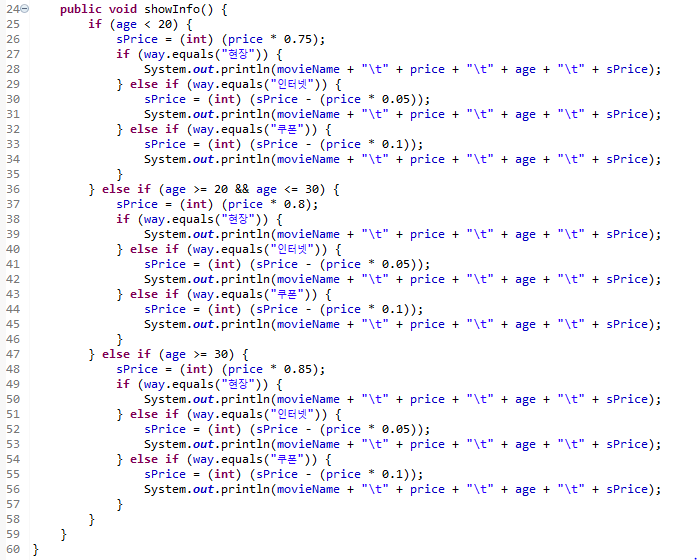 24 public void showInfo() {
25 if (age < 20) {
26 sPrice = (int) (price * 0.75);
27 if (way.equals("현장")) {
28 System.out.println(movieName + "\t" + price + "\t" + age + "\t" + sPrice);
29 } else if (way.equals("인터넷")) {
30 sPrice = (int) (sPrice - (price * 0.05));
31 System.out.println(movieName + "\t" + price + "\t" + age + "\t" + sPrice);
32 } else if (way.equals("쿠폰")) {
33 sPrice = (int) (sPrice - (price * 0.1));
34 System.out.println(movieName + "\t" + price + "\t" + age + "\t" + sPrice);
35 }
36 } else if (age >= 20 && age <= 30) {
37 sPrice = (int) (price * 0.8);
38 if (way.equals("현장")) {
39 System.out.println(movieName + "\t" + price + "\t" + age + "\t" + sPrice);
40 } else if (way.equals("인터넷")) {
41 sPrice = (int) (sPrice - (price * 0.05));
42 System.out.println(movieName + "\t" + price + "\t" + age + "\t" + sPrice);
43 } else if (way.equals("쿠폰")) {
44 sPrice = (int) (sPrice - (price * 0.1));
45 System.out.println(movieName + "\t" + price + "\t" + age + "\t" + sPrice);
46 }
47 } else if (age >= 30) {
48 sPrice = (int) (price * 0.85);
49 if (way.equals("현장")) {
50 System.out.println(movieName + "\t" + price + "\t" + age + "\t" + sPrice);
51 } else if (way.equals("인터넷")) {
52 sPrice = (int) (sPrice - (price * 0.05));
53 System.out.println(movieName + "\t" + price + "\t" + age + "\t" + sPrice);
54 } else if (way.equals("쿠폰")) {
55 sPrice = (int) (sPrice - (price * 0.1));
56 System.out.println(movieName + "\t" + price + "\t" + age + "\t" + sPrice);
57 }
58 }
59 }
60 }